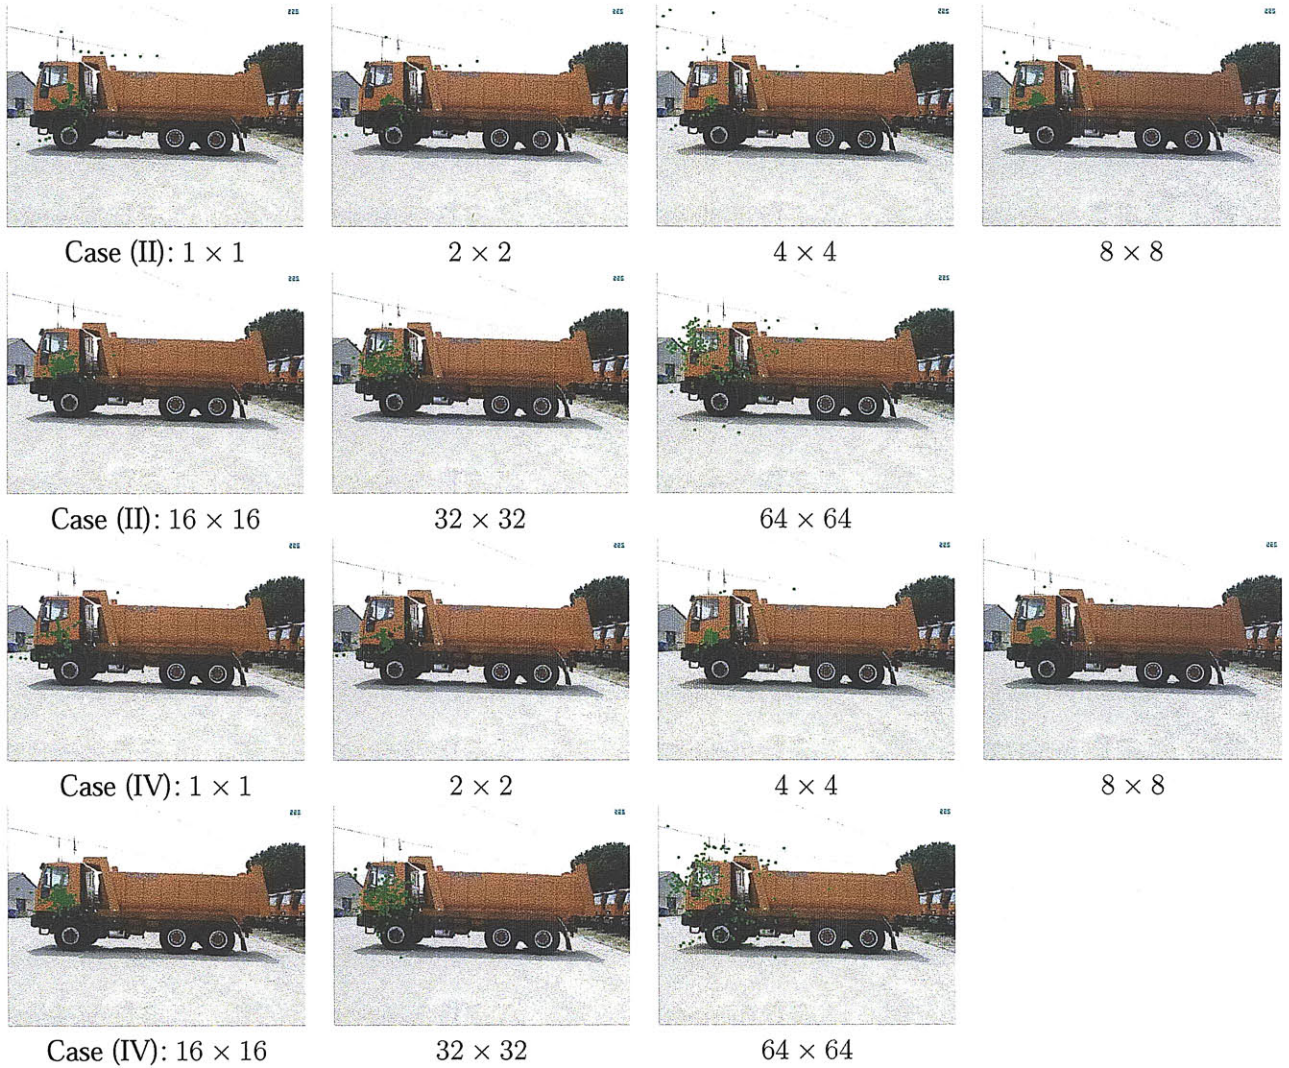 Case (II): 1 × 1 2 × 2 4 × 4 8 × 8
Case (II): 16 × 16 32 × 32 64 × 64
Case (IV): 1 × 1 2 × 2 4 × 4 8 × 8
Case (IV): 16 × 16 32 × 32 64 × 64